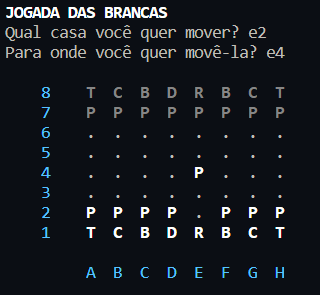 JOGADA DAS BRANCAS
Qual casa você quer mover? e2
Para onde você quer movê-la? e4
8 T C B D R B C T
7 P P P P P P P P
6 . . . . . . . .
5 . . . . . . . .
4 . . . . P . . .
3 . . . . . . . .
2 P P P P . P P P
1 T C B D R B C T
A B C D E F G H